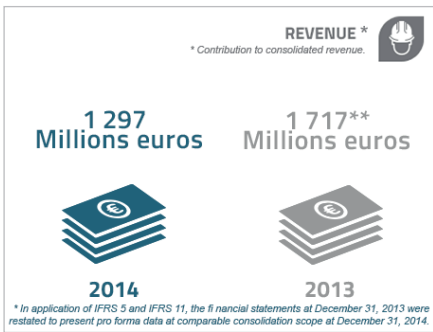 REVENUE *
* Contribution to consolidated revenue.
1 297
Millions euros
1 717**
Millions euros
€
€
2014
2013
* In application of IFRS 5 and IFRS 11, the fi nancial statements at December 31, 2013 were
restated to present pro forma data at comparable consolidation scope at December 31, 2014.